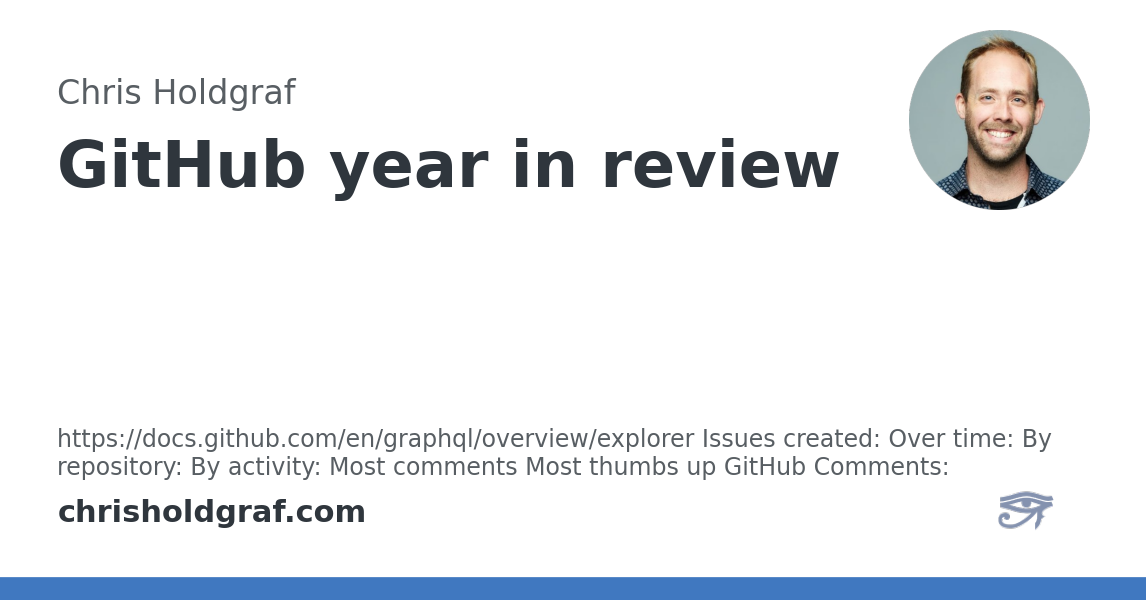 Chris Holdgraf
GitHub year in review
https://docs.github.com/en/graphql/overview/explorer Issues created: Over time: By
repository: By activity: Most comments Most thumbs up GitHub Comments:
chrisholdgraf.com